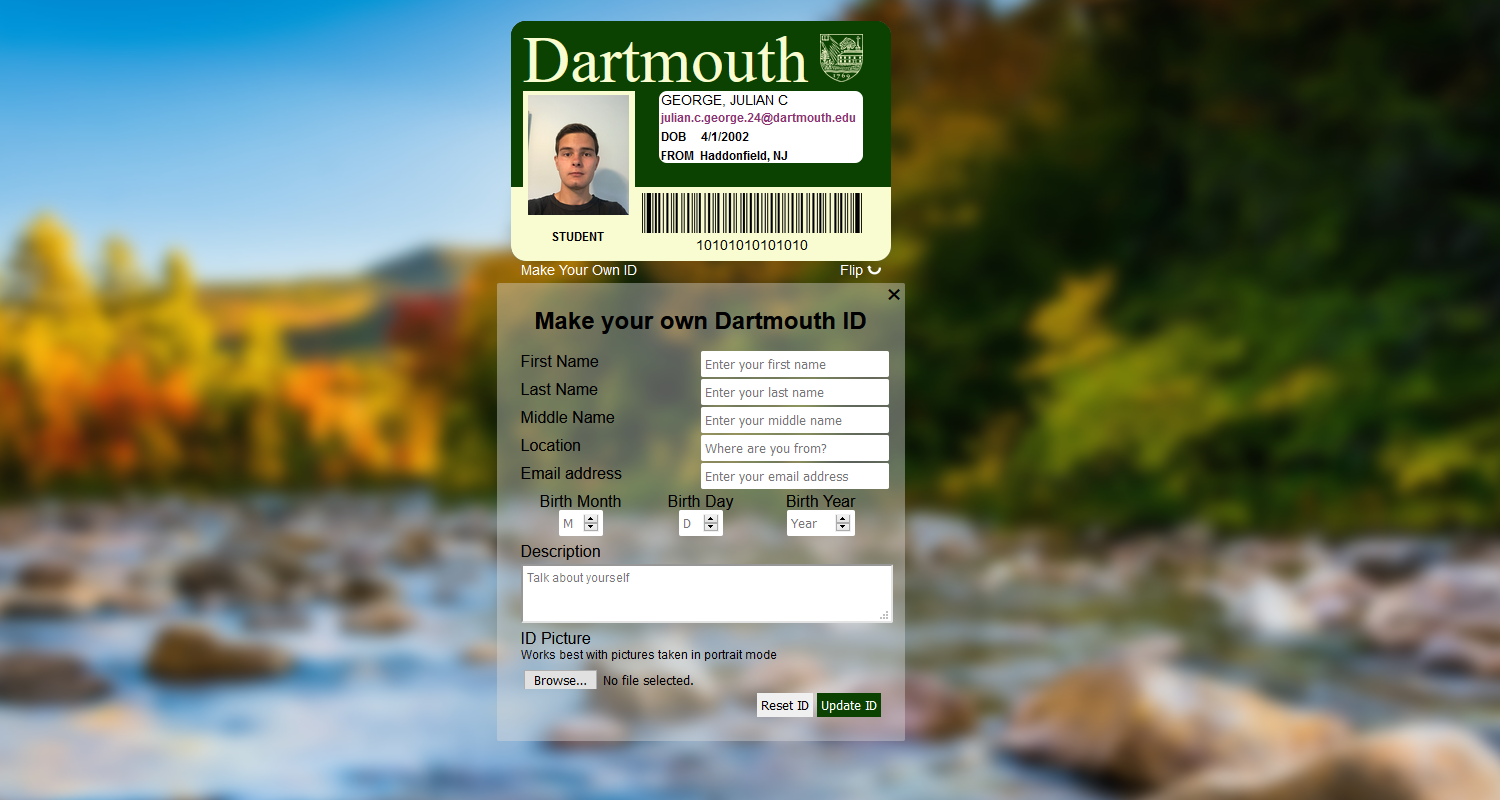 Dartmouth
1769
GEORGE, JULIAN C
julian.c.george.24@dartmouth.edu
DOB 4/1/2002
FROM Haddonfield, NJ
STUDENT
10101010101010
Make Your Own ID
Flip
Make your own Dartmouth ID
First Name Enter your first name
Last Name Enter your last name
Middle Name Enter your middle name
Location Where are you from?
Email address Enter your email address
Birth Month Birth Day Birth Year
M D Year
Description
Talk about yourself
ID Picture
Works best with pictures taken in portrait mode
Browse... No file selected.
Reset ID Update ID